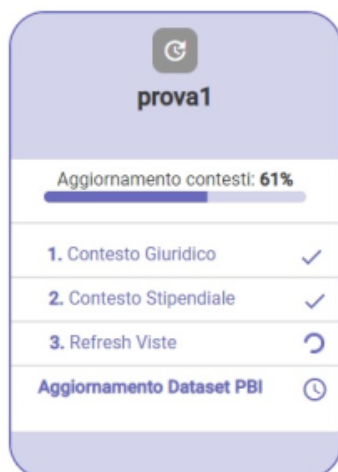 prova1
Aggiornamento contesti: 61%
1. Contesto Giuridico
2. Contesto Stipendiale
3. Refresh Viste
Aggiornamento Dataset PBI